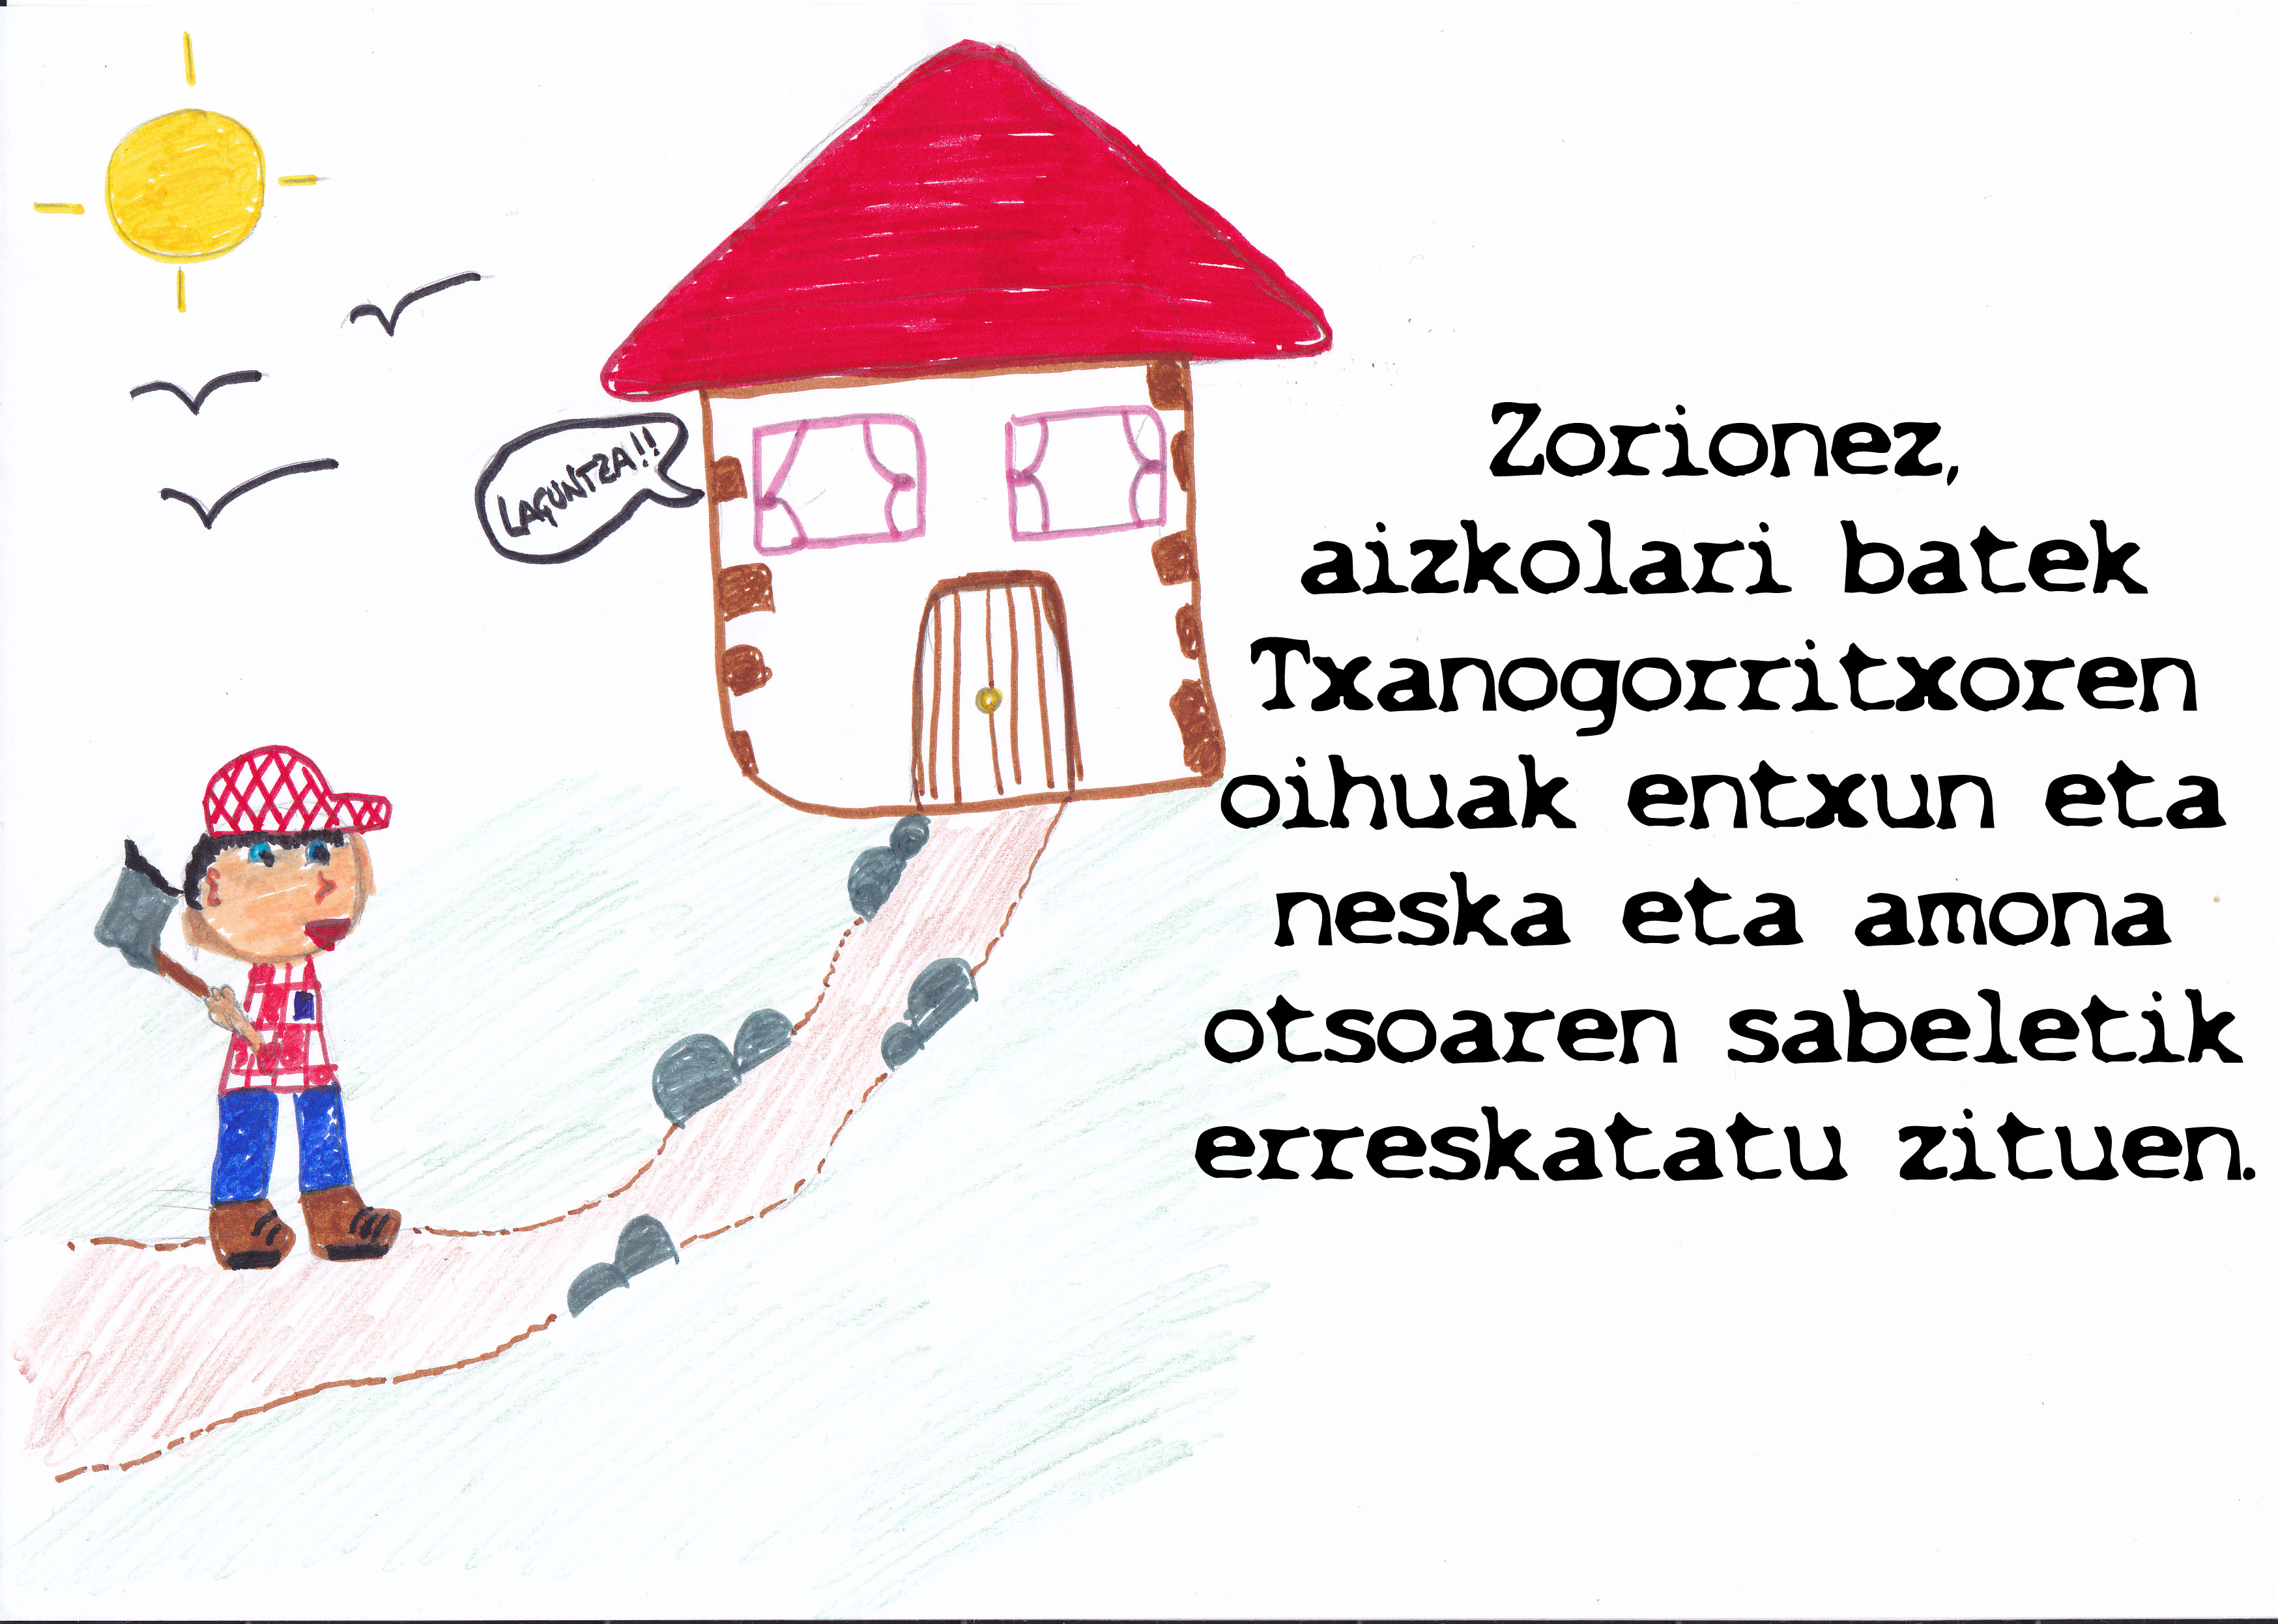 LAGUNTZA!!
Zorionez,
aizkolari batek
Txanogorritxoren
oihuak entxun eta
neska eta amona
otsoaren sabeletik
erreskatatu zituen.